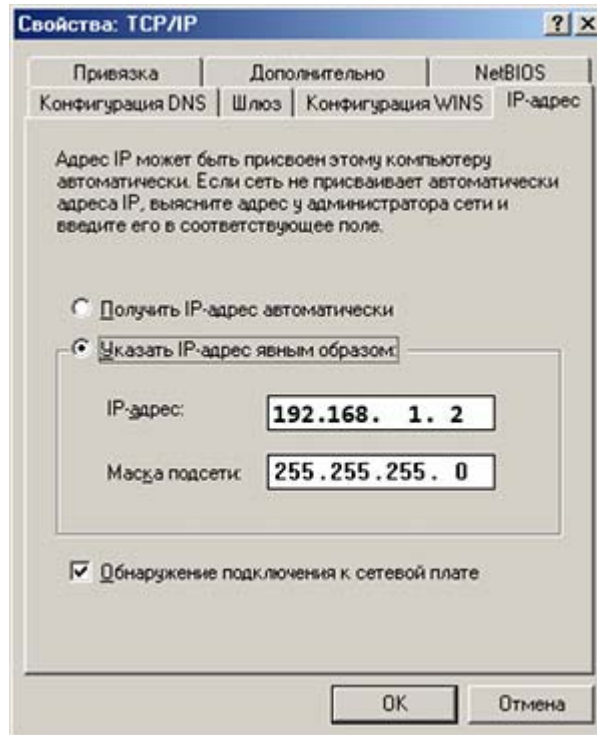 Свойства: TCP/IP
Привязка Дополнительно NetBIOS
Конфигурация DNS Шлюз Конфигурация WINS IP-адрес
Адрес IP может быть присвоен этому компьютеру
автоматически. Если сеть не присваивает автоматически
адреса IP, выясните адрес у администратора сети и
введите его в соответствующее поле.
Получить IP-адрес автоматически
Указать IP-адрес явным образом:
IP-адрес: 192.168. 1. 2
Маска подсети: 255.255.255. 0
Обнаружение подключения к сетевой плате
OK Отмена